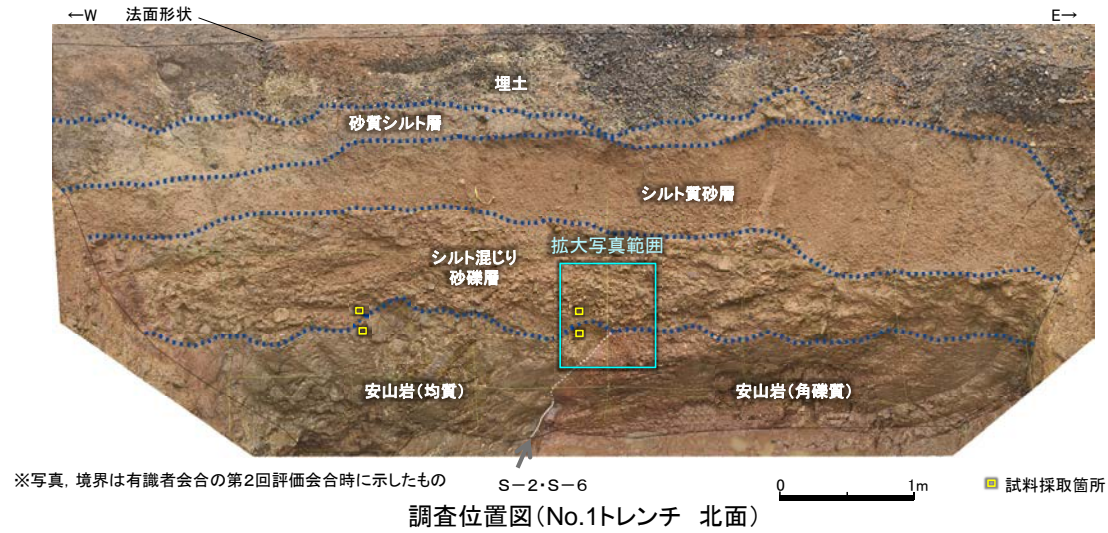 ←W
法面形状
E→
埋土
砂質シルト層
シルト質砂層
拡大写真範囲
シルト混じり
砂礫層
安山岩(均質)
安山岩(角礫質)
※写真，境界は有識者会合の第2回評価会合時に示したもの
S－2・S－6
0
1m
試料採取箇所
調査位置図(No.1トレンチ 北面)